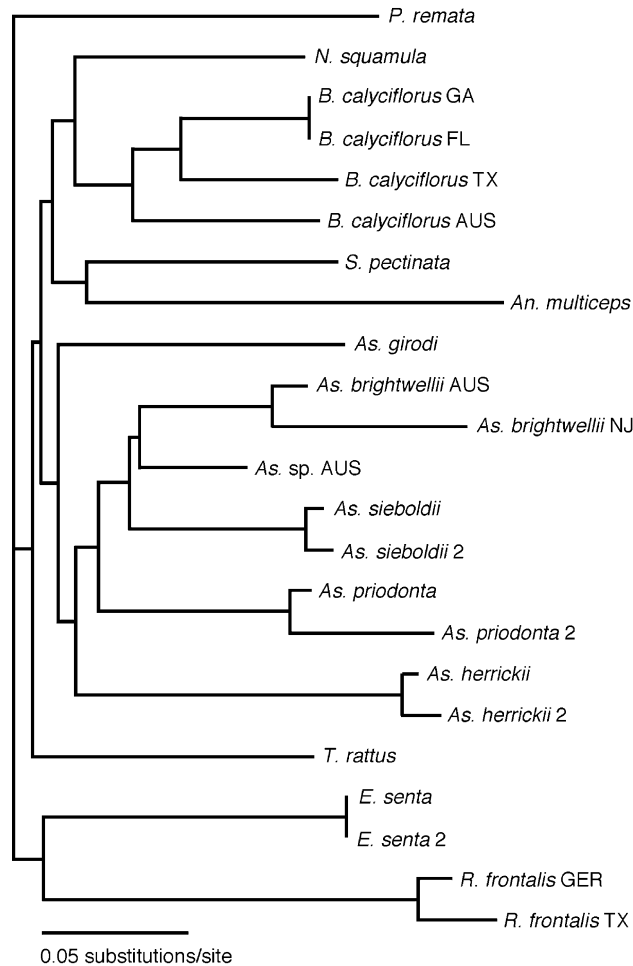 P. remata
N. squamula
B. calyciflorus GA
B. calyciflorus FL
B. calyciflorus TX
B. calyciflorus AUS
S. pectinata
An. multiceps
As. girodi
As. brightwellii AUS
As. brightwellii NJ
As. sp. AUS
As. sieboldii
As. sieboldii 2
As. priodonta
As. priodonta 2
As. herrickii
As. herrickii 2
T. rattus
E. senta
E. senta 2
R. frontalis GER
R. frontalis TX
0.05 substitutions/site